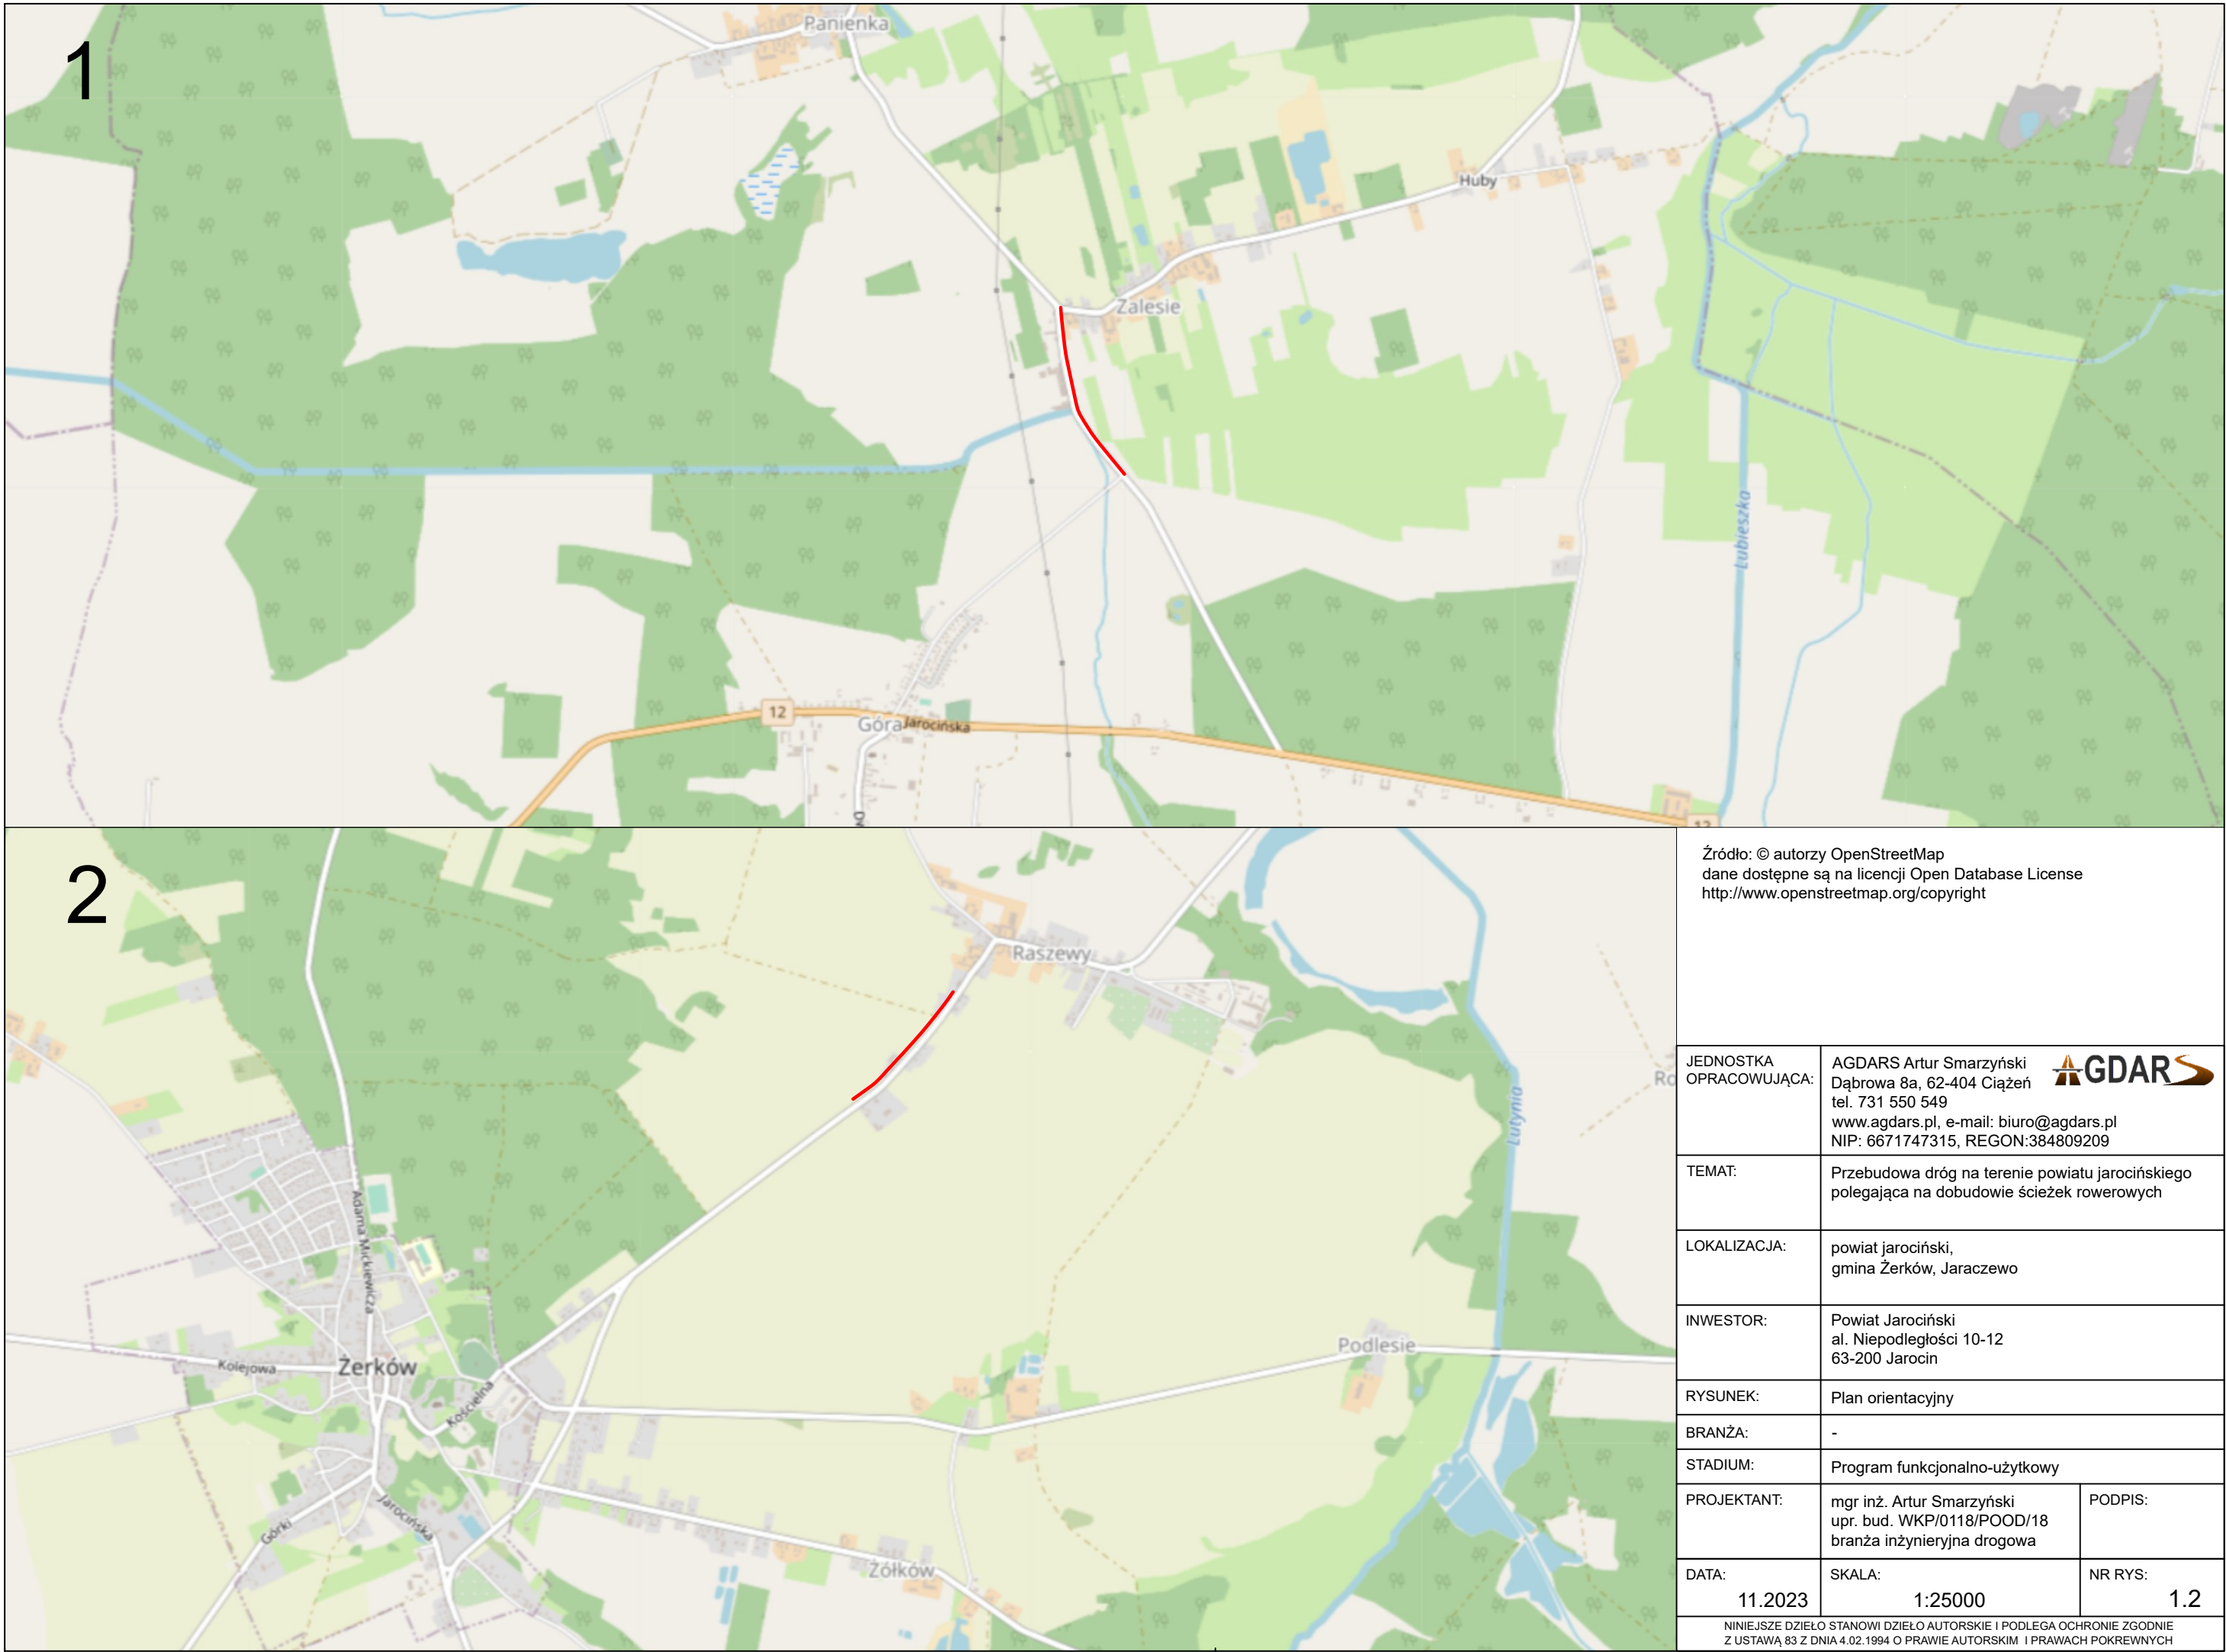 1
Panienka
Huby
Zalesie
Lubieszka
12
Góra
Jarocińska
12
2
Raszewy
Lutynia
Adama Mickiewicza
Podlesie
Kolejowa
Żerków
Kościelna
Jarocińska
Górki
Żółków
Źródło: © autorzy OpenStreetMap
dane dostępne są na licencji Open Database License
http://www.openstreetmap.org/copyright
JEDNOSTKA
OPRACOWUJĄCA:
AGDARS Artur Smarzyński
Dąbrowa 8a, 62-404 Ciążeń
tel. 731 550 549
www.agdars.pl, e-mail: biuro@agdars.pl
NIP: 6671747315, REGON:384809209
AGDARS
TEMAT:
Przebudowa dróg na terenie powiatu jarocińskiego
polegająca na dobudowie ścieżek rowerowych
LOKALIZACJA:
powiat jarociński,
gmina Żerków, Jaraczewo
INWESTOR:
Powiat Jarociński
al. Niepodległości 10-12
63-200 Jarocin
RYSUNEK:
Plan orientacyjny
BRANŻA:
-
STADIUM:
Program funkcjonalno-użytkowy
PROJEKTANT:
mgr inż. Artur Smarzyński
upr. bud. WKP/0118/POOD/18
branża inżynieryjna drogowa
PODPIS:
DATA:
11.2023
SKALA:
1:25000
NR RYS:
1.2
NINIEJSZE DZIEŁO STANOWI DZIEŁO AUTORSKIE I PODLEGA OCHRONIE ZGODNIE
Z USTAWĄ 83 Z DNIA 4.02.1994 O PRAWIE AUTORSKIM I PRAWACH POKREWNYCH